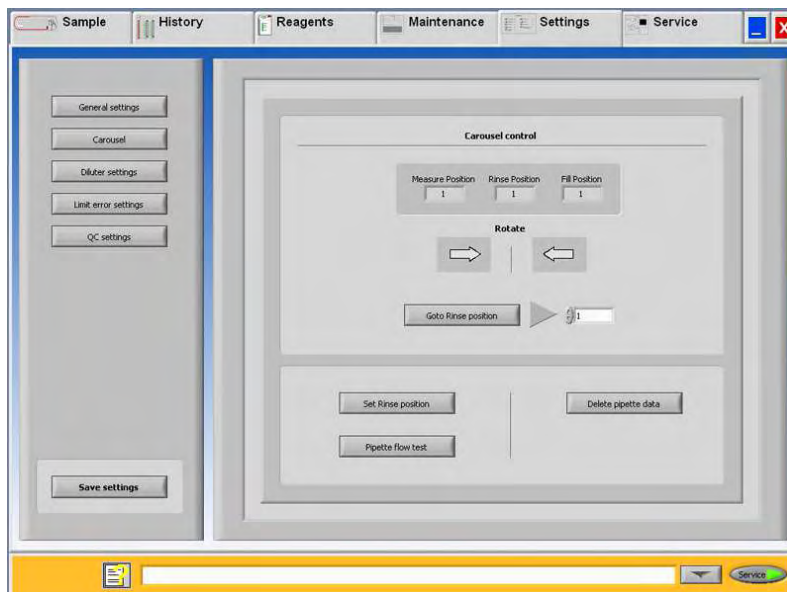 Sample History Reagents Maintenance Settings Service
General settings
Carousel
Diluter settings
Limit error settings
QC settings
Save settings
Carousel control
Measure Position Rinse Position Fill Position
1 1 1
Rotate
Goto Rinse position 1
Set Rinse position Delete pipette data
Pipette flow test
Service